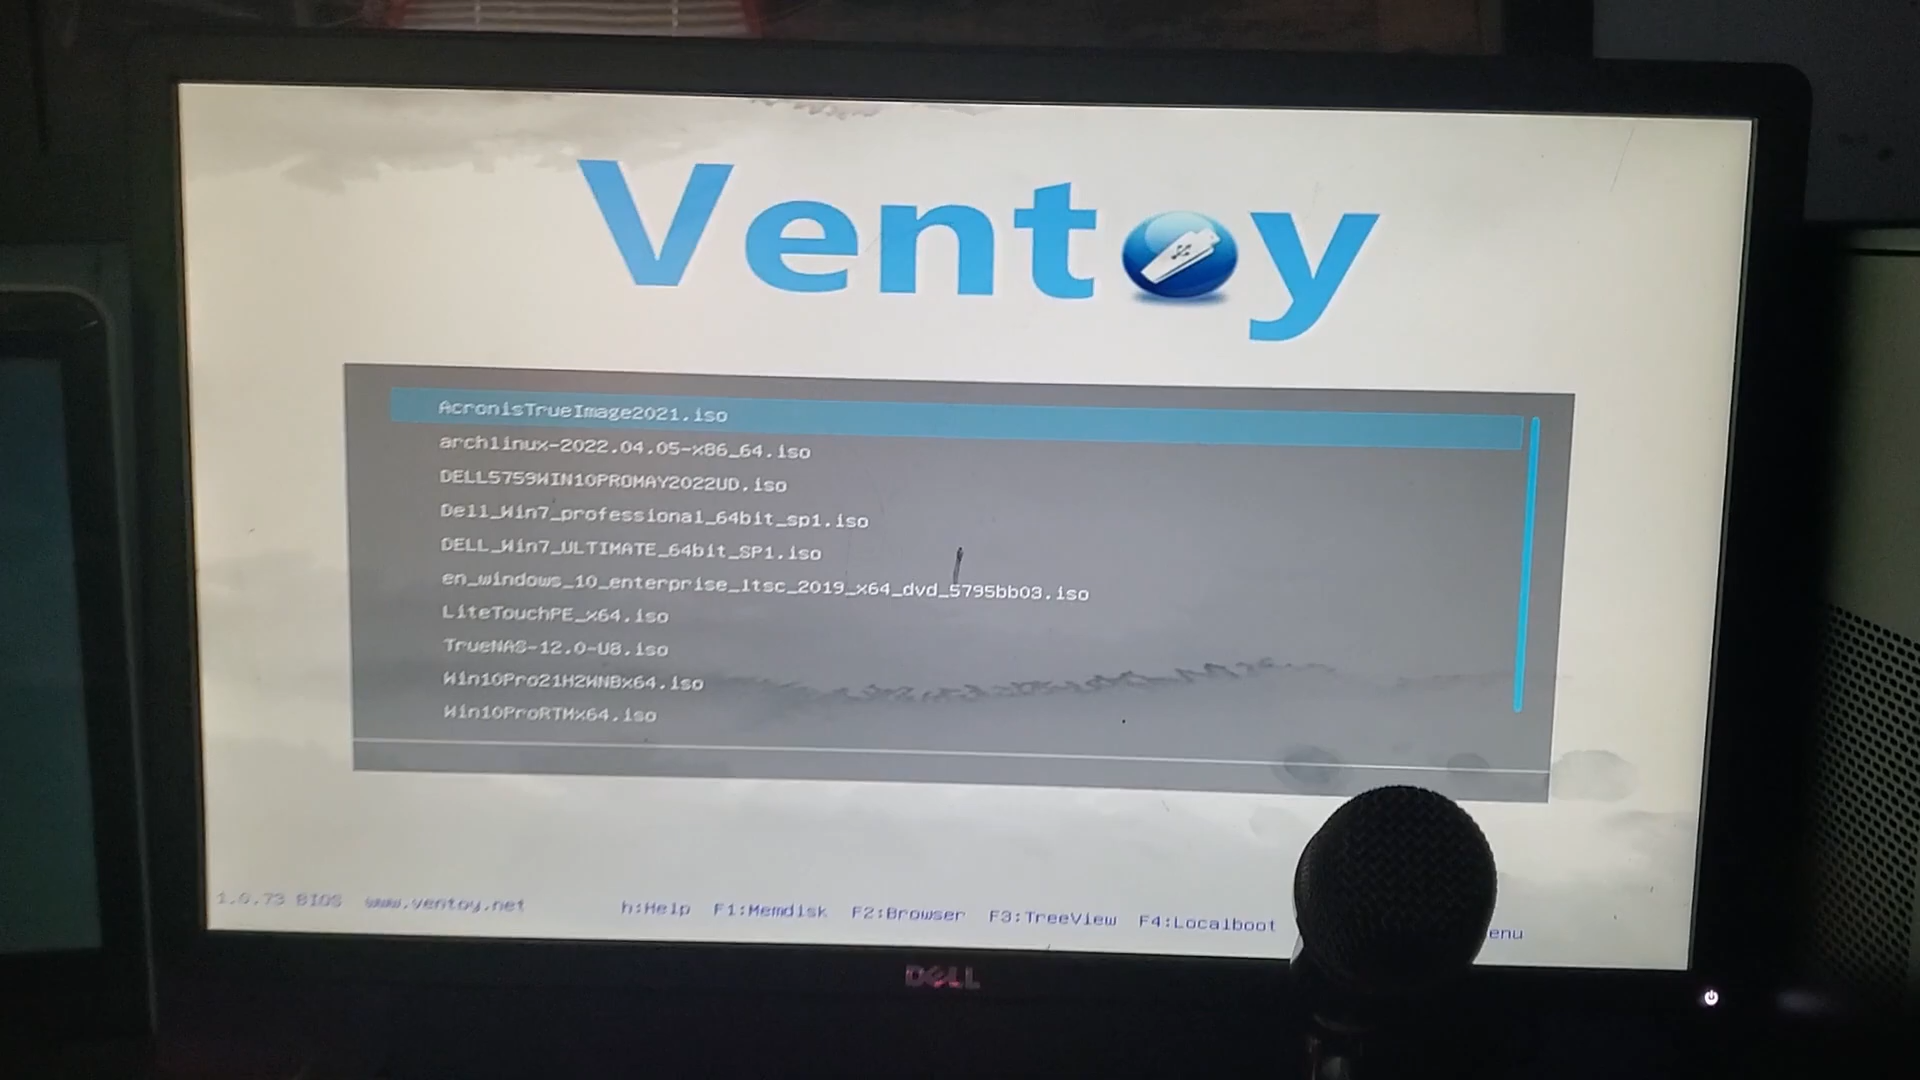 Ventoy
AcronisTrueImage2021.iso
archlinux-2022.04.05-x86_64.iso
DELL5759WIN10PROMAY2022UD.iso
Dell_Win7_professional_64bit_sp1.iso
DELL_Win7_ULTIMATE_64bit_SP1.iso
en_windows_10_enterprise_ltsc_2019_x64_dvd_5795bb03.iso
LiteTouchPE_x64.iso
TrueNAS-12.0-U8.iso
Win10Pro21H2WNBx64.iso
Win10ProRTMx64.iso
1.0.73 BIOS www.ventoy.net h:Help F1:Memdisk F2:Browser F3:TreeView F4:Localboot
DELL